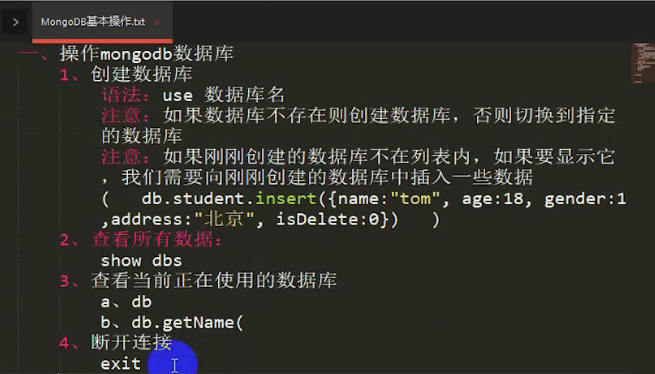 MongoDB基本操作.txt
一、操作mongodb数据库
1、创建数据库
语法：use 数据库名
注意：如果数据库不存在则创建数据库，否则切换到指定
的数据库
注意：如果刚刚创建的数据库不在列表内，如果要显示它
，我们需要向刚刚创建的数据库中插入一些数据
(   db.student.insert({name:"tom", age:18, gender:1
,address:"北京", isDelete:0})   )
2、查看所有数据：
show dbs
3、查看当前正在使用的数据库
a、db
b、db.getName(
4、断开连接
exit